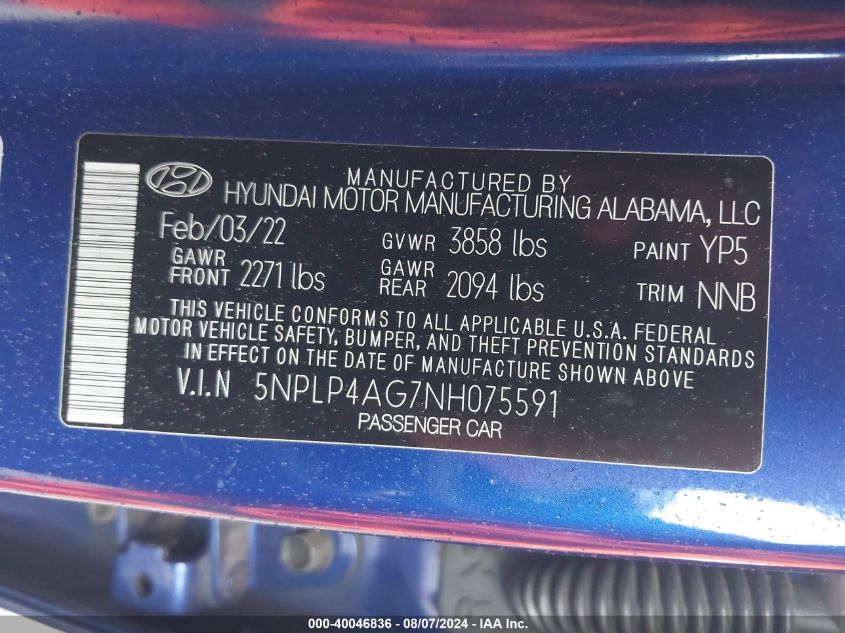 MANUFACTURED BY
HYUNDAI MOTOR MANUFACTURING ALABAMA, LLC
Feb/03/22 GVWR 3858 lbs PAINT YP5
GAWR FRONT 2271 lbs GAWR REAR 2094 lbs TRIM NNB
THIS VEHICLE CONFORMS TO ALL APPLICABLE U.S.A. FEDERAL
MOTOR VEHICLE SAFETY, BUMPER, AND THEFT PREVENTION STANDARDS
IN EFFECT ON THE DATE OF MANUFACTURE SHOWN ABOVE
V.I.N 5NPLP4AG7NH075591
PASSENGER CAR
000-40046836 - 08/07/2024 - IAA Inc.